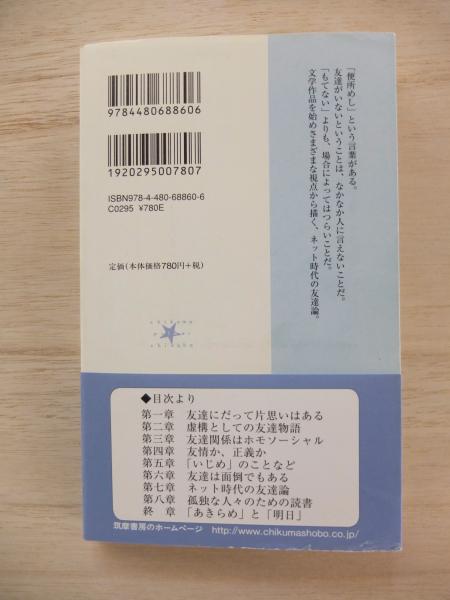 「便所めし」という言葉がある。
友達がいないということは、なかなか人に言えないことだ。
「もてない」よりも、場合によってはつらいことだ。
文学作品を始めさまざまな視点から描く、ネット時代の友達論。
9784480688606
1920295007807
ISBN978-4-480-68860-6
C0295 ¥780E
定価(本体価格780円+税)
chikuma
primer
shinsho
◆目次より
第一章 友達にだって片思いはある
第二章 虚構としての友達物語
第三章 友達関係はホモソーシャル
第四章 友情か、正義か
第五章 「いじめ」のことなど
第六章 友達は面倒でもある
第七章 ネット時代の友達論
第八章 孤独な人々のための読書
終 章 「あきらめ」と「明日」
筑摩書房のホームページ http://www.chikumashobo.co.jp/